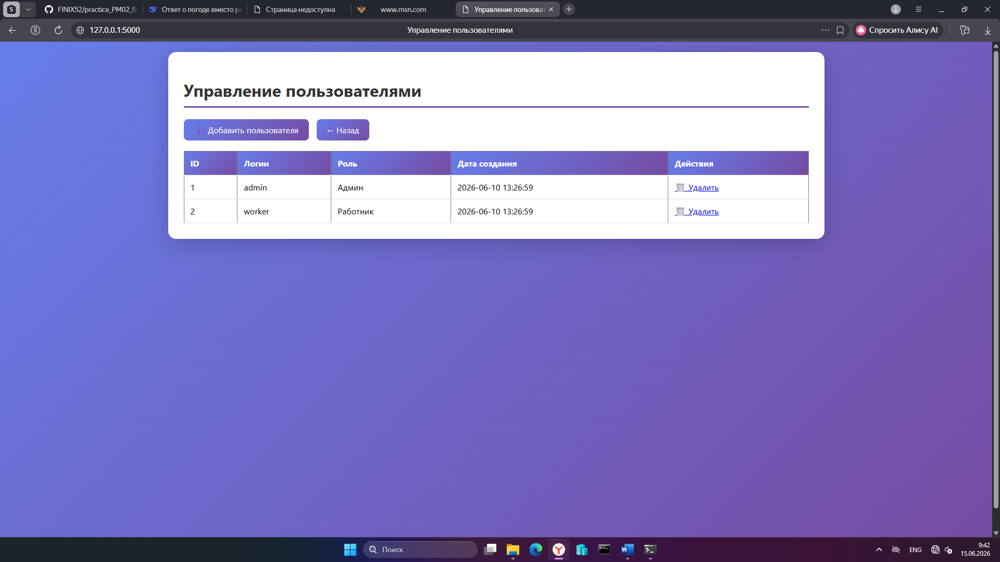 5
FINIX52/practice_PM02_B
Ответ о погоде вместо ре
Страница недоступна
www.msn.com
Управление пользоват
127.0.0.1:5000
Управление пользователями
Спросить Алису AI
Управление пользователями
Добавить пользователя
← Назад
ID Логин Роль Дата создания Действия
1 admin Админ 2026-06-10 13:26:59 Удалить
2 worker Работник 2026-06-10 13:26:59 Удалить
Поиск
ENG
9:42
15.06.2026